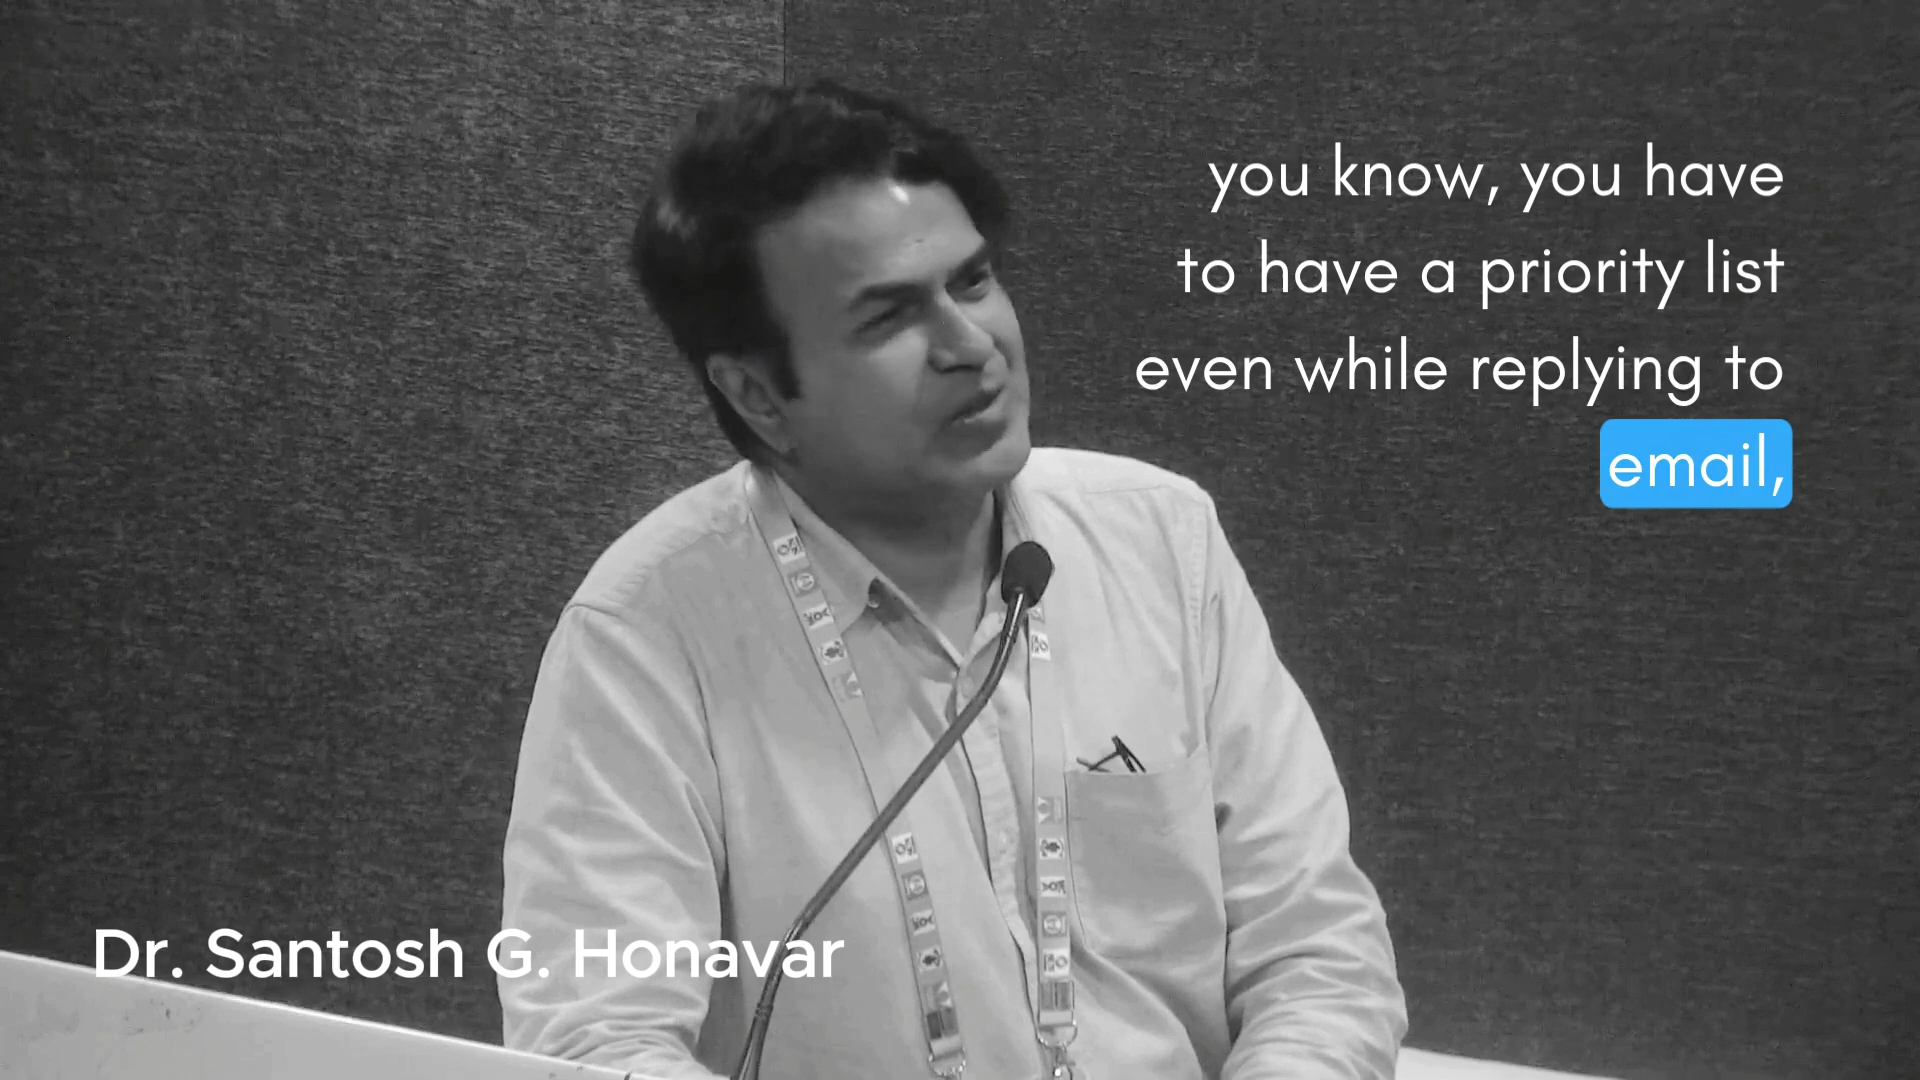 you know, you have
to have a priority list
even while replying to
email,
Dr. Santosh G. Honavar